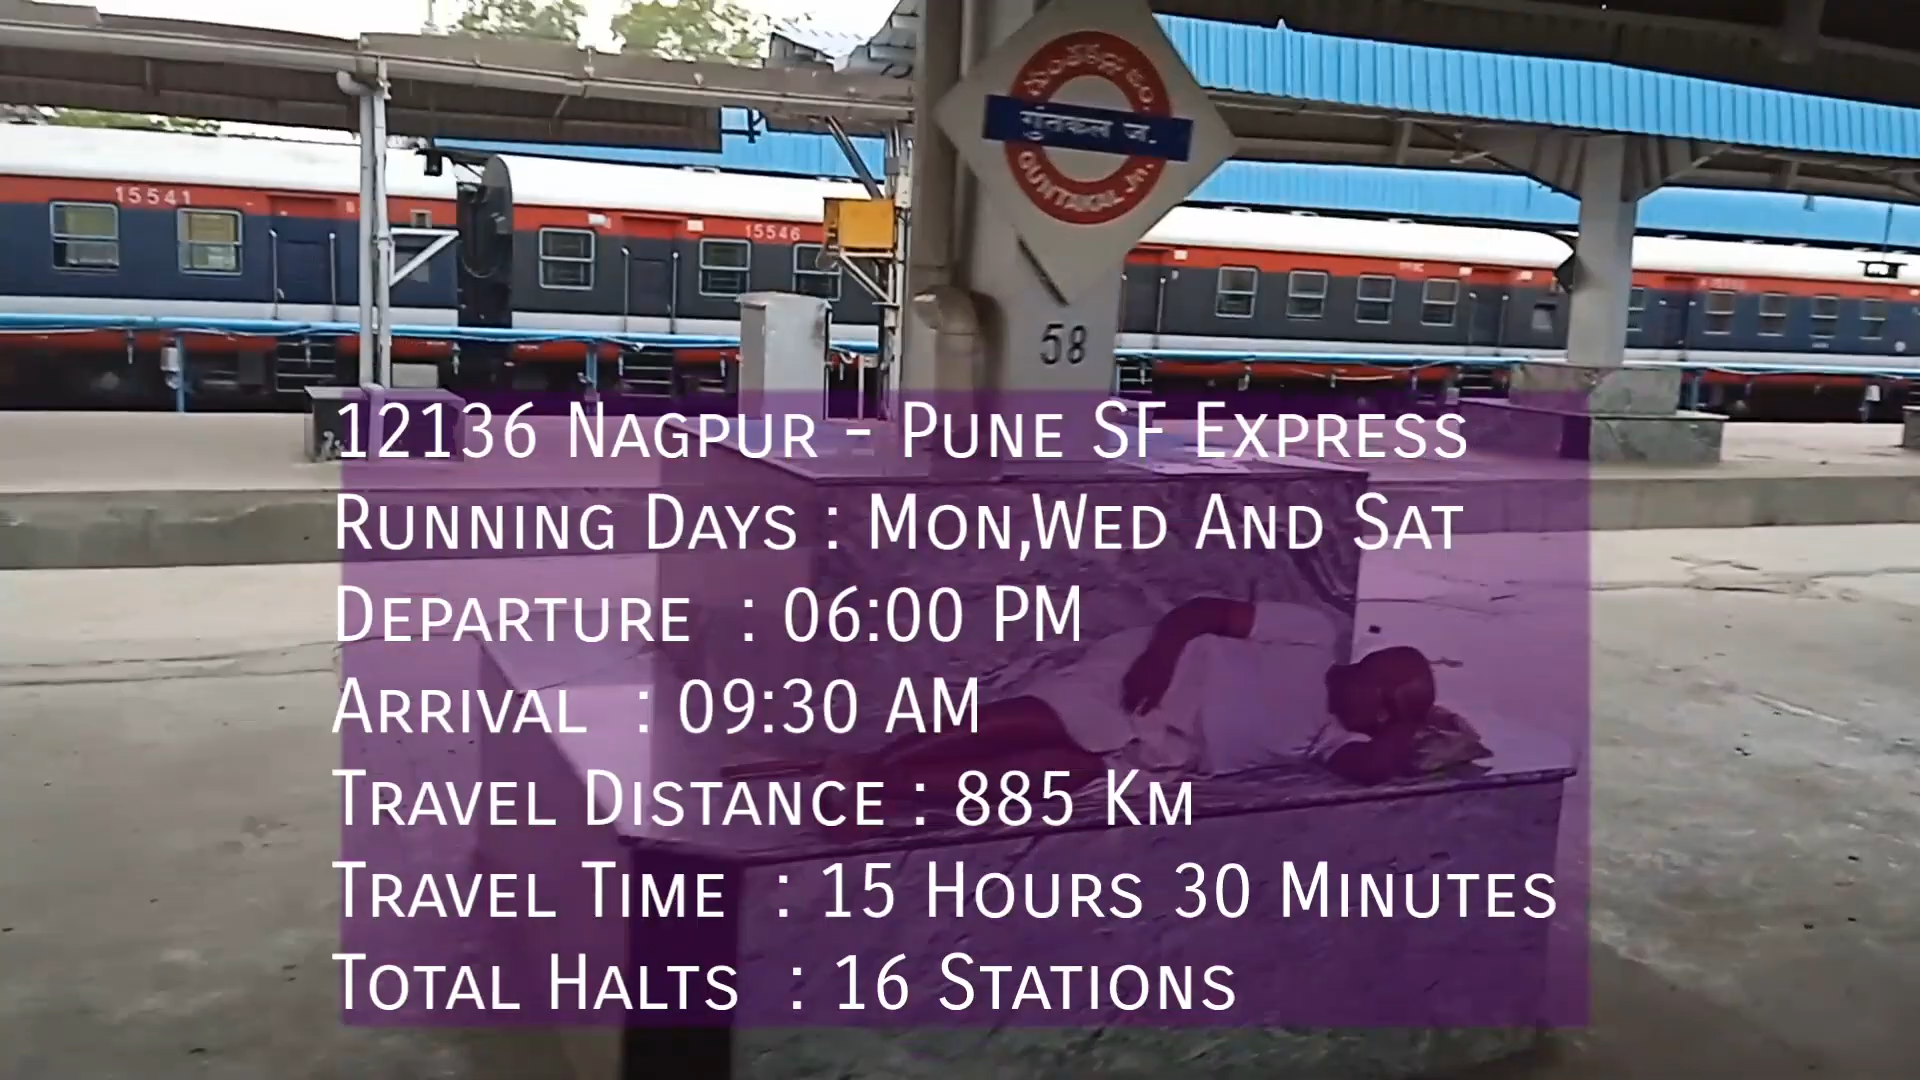 15541
15546
గుంతకల్లు జం.
गुंतकल ज.
GUNTAKAL Jn.
58
12136 NAGPUR - PUNE SF EXPRESS
RUNNING DAYS : MON,WED AND SAT
DEPARTURE : 06:00 PM
ARRIVAL : 09:30 AM
TRAVEL DISTANCE : 885 KM
TRAVEL TIME : 15 HOURS 30 MINUTES
TOTAL HALTS : 16 STATIONS